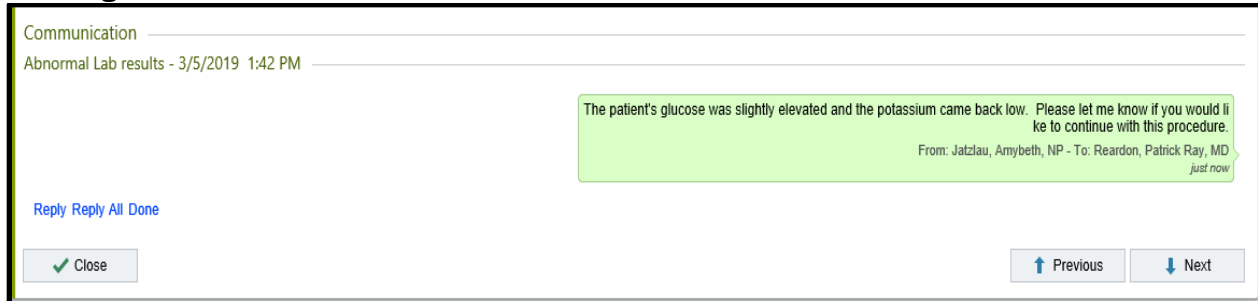 Communication
Abnormal Lab results - 3/5/2019 1:42 PM
The patient's glucose was slightly elevated and the potassium came back low. Please let me know if you would li
ke to continue with this procedure.
From: Jatzlau, Amybeth, NP - To: Reardon, Patrick Ray, MD
just now
Reply Reply All Done
Close
Previous
Next